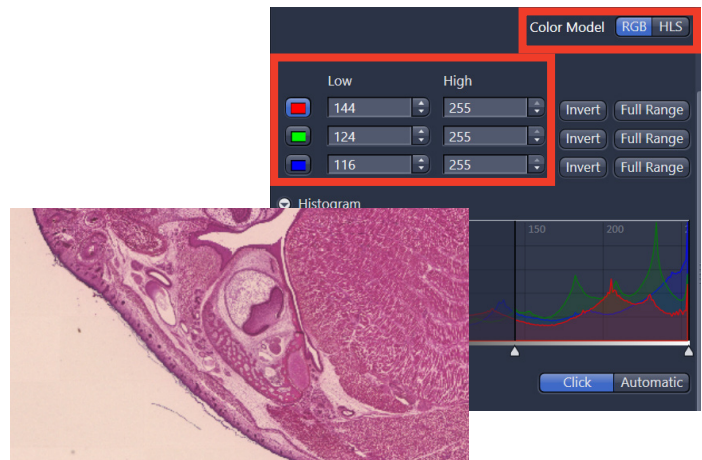 Color Model RGB HLS
Low High
144 255 Invert Full Range
124 255 Invert Full Range
116 255 Invert Full Range
Histogram
150 200
Click Automatic